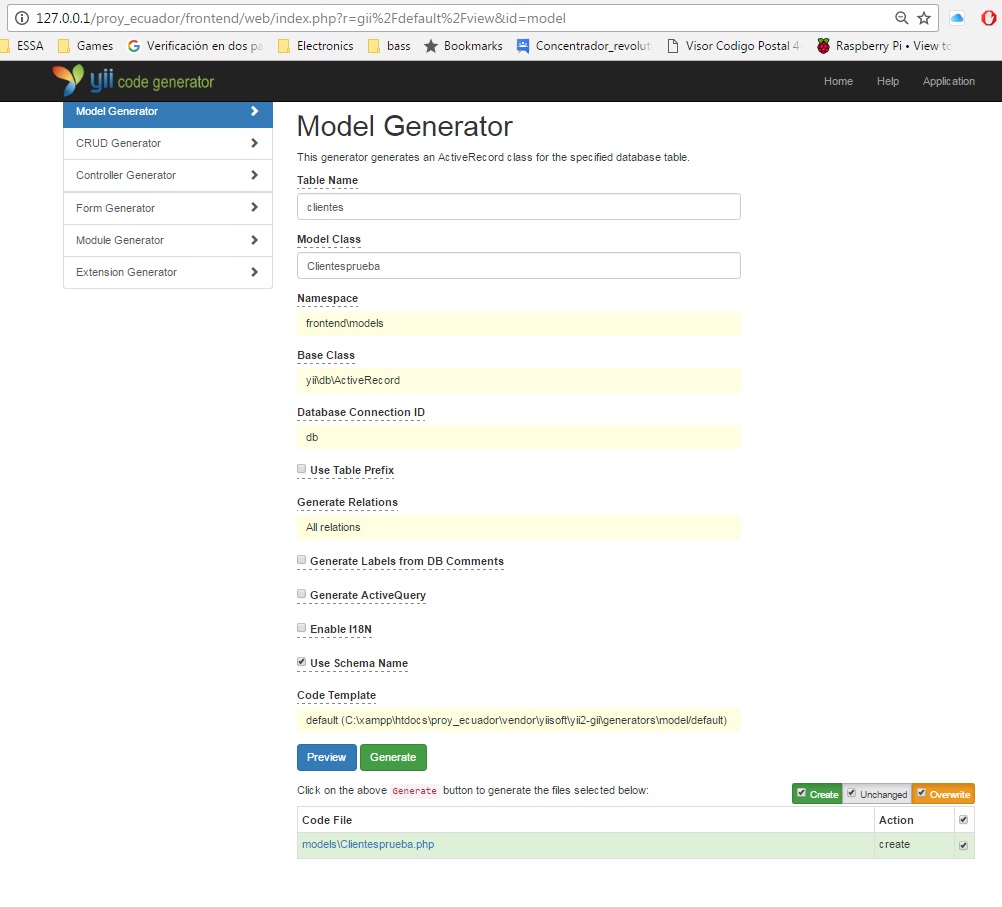 127.0.0.1/proy_ecuador/frontend/web/index.php?r=gii%2Fdefault%2Fview&id=model
ESSA Games Verificación en dos pa Electronics bass Bookmarks Concentrador_revolut Visor Codigo Postal 4 Raspberry Pi • View to
yii code generator Home Help Application
Model Generator
CRUD Generator
Controller Generator
Form Generator
Module Generator
Extension Generator
Model Generator
This generator generates an ActiveRecord class for the specified database table.
Table Name
clientes
Model Class
Clientesprueba
Namespace
frontend\models
Base Class
yii\db\ActiveRecord
Database Connection ID
db
Use Table Prefix
Generate Relations
All relations
Generate Labels from DB Comments
Generate ActiveQuery
Enable I18N
Use Schema Name
Code Template
default (C:\xampp\htdocs\proy_ecuador\vendor\yiisoft\yii2-gii\generators\model/default)
Preview Generate
Click on the above Generate button to generate the files selected below:
Create Unchanged Overwrite
Code File Action
models\Clientesprueba.php create